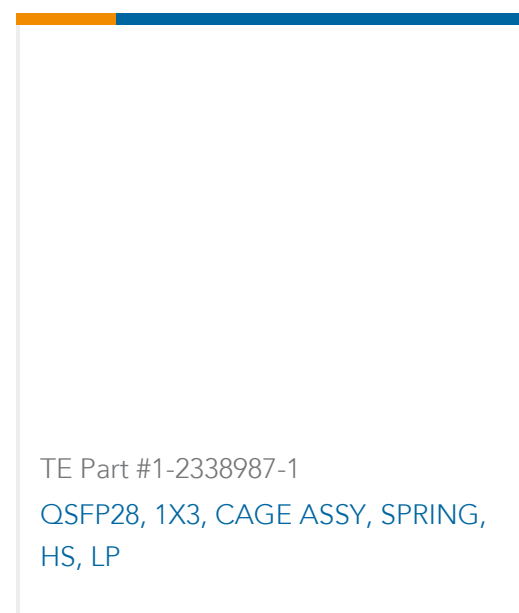 TE Part #1-2338987-1
QSFP28, 1X3, CAGE ASSY, SPRING,
HS, LP